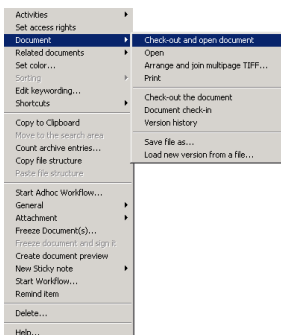 Activities
Set access rights
Document
Related documents
Set color...
Sorting
Edit keywording...
Shortcuts
Copy to Clipboard
Move to the search area
Count archive entries...
Copy file structure
Paste file structure
Start Adhoc Workflow...
General
Attachment
Freeze Document(s)...
Freeze document and sign it
Create document preview
New Sticky note
Start Workflow...
Remind item
Delete...
Help...
Check-out and open document
Open
Arrange and join multipage TIFF...
Print
Check-out the document
Document check-in
Version history
Save file as...
Load new version from a file...